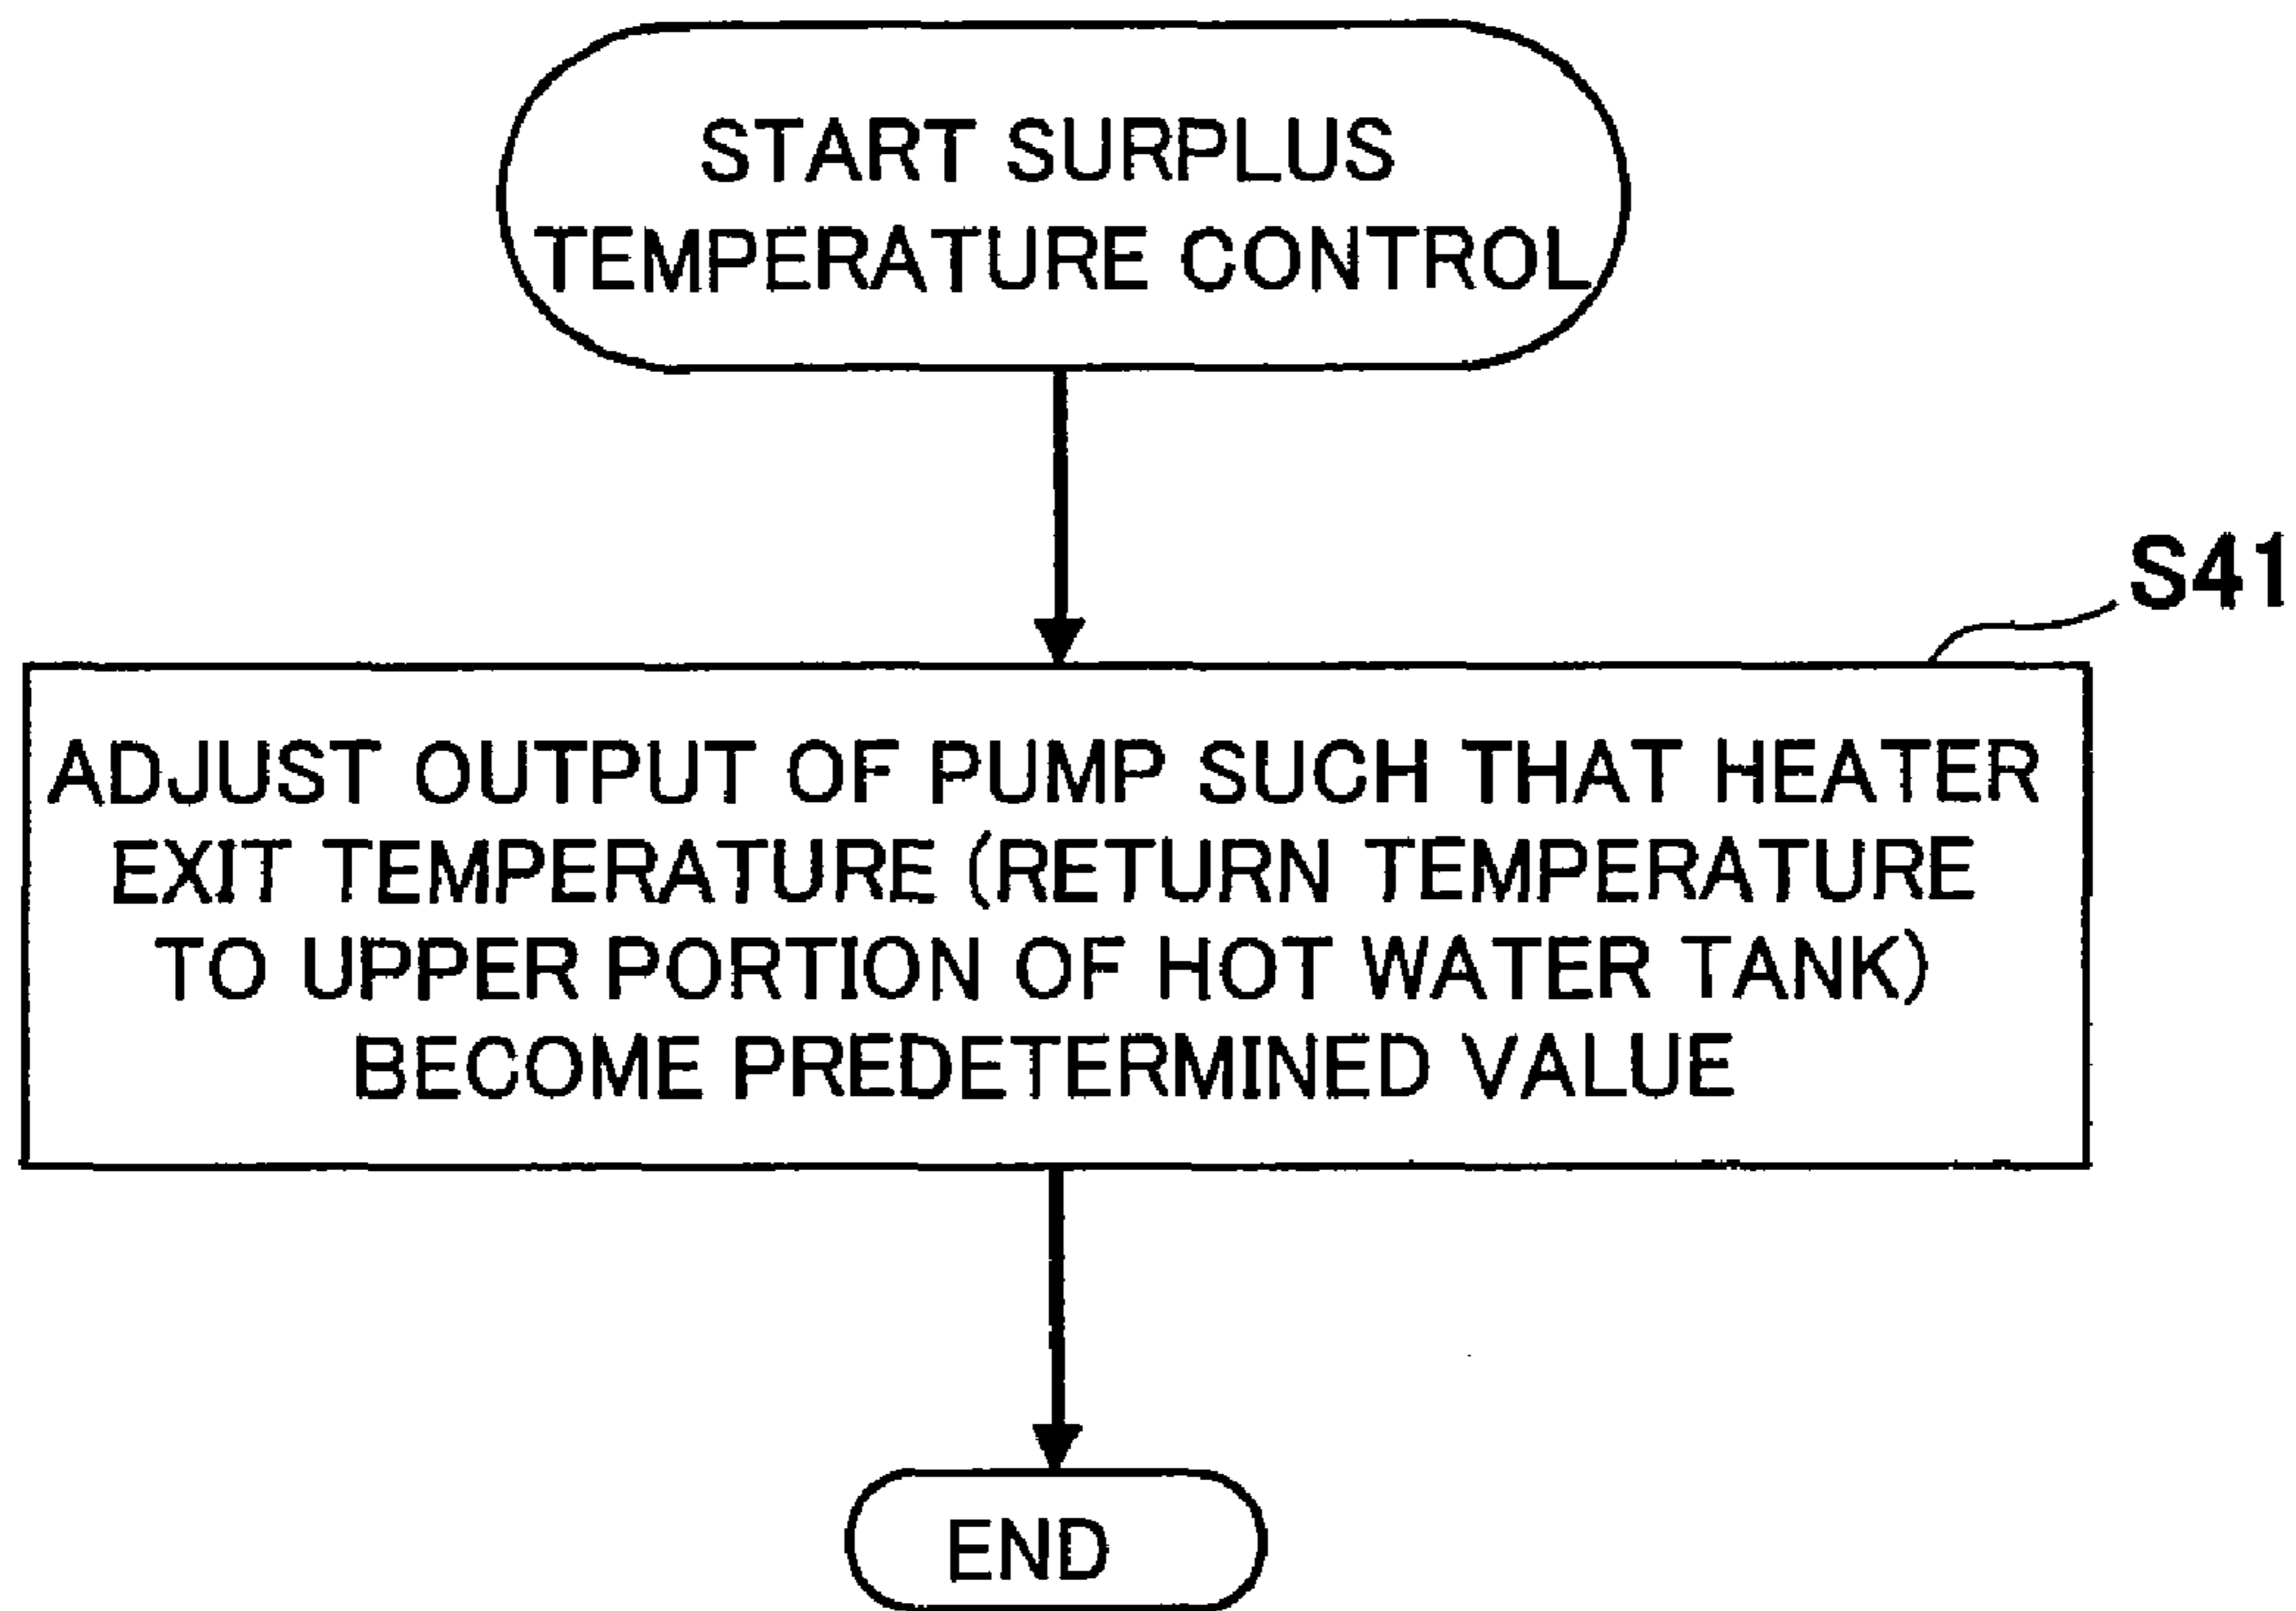 START SURPLUS
TEMPERATURE CONTROL
S41
ADJUST OUTPUT OF PUMP SUCH THAT HEATER
EXIT TEMPERATURE (RETURN TEMPERATURE
TO UPPER PORTION OF HOT WATER TANK)
BECOME PREDETERMINED VALUE
END